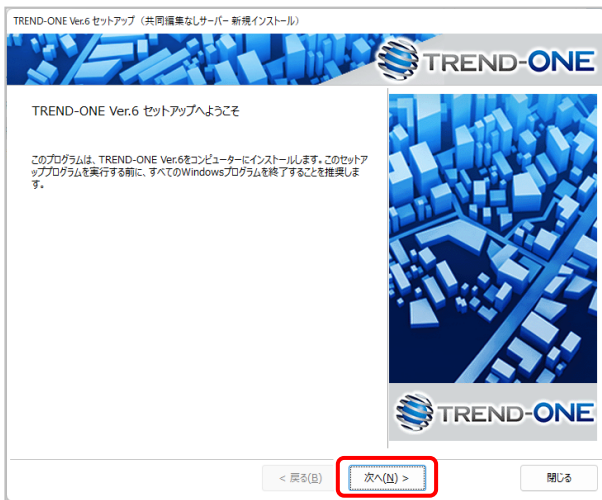 TREND-ONE Ver.6 セットアップ（共同編集なしサーバー 新規インストール）
TREND-ONE
TREND-ONE Ver.6 セットアップへようこそ
このプログラムは、TREND-ONE Ver.6をコンピューターにインストールします。このセットア
ッププログラムを実行する前に、すべてのWindowsプログラムを終了することを推奨しま
す。
TREND-ONE
< 戻る(B)
次へ(N) >
閉じる